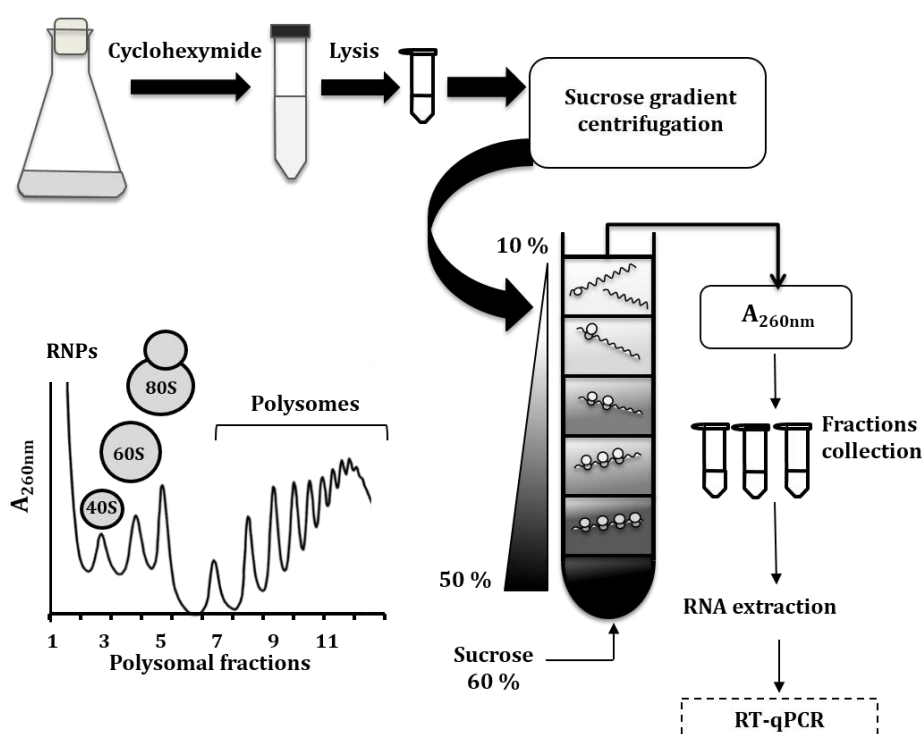 Cyclohexymide
Lysis
Sucrose gradient
centrifugation
10 %
A260nm
Fractions
collection
RNA extraction
RT-qPCR
50 %
Sucrose
60 %
RNPs
80S
60S
40S
Polysomes
A260nm
1 3 5 7 9 11
Polysomal fractions